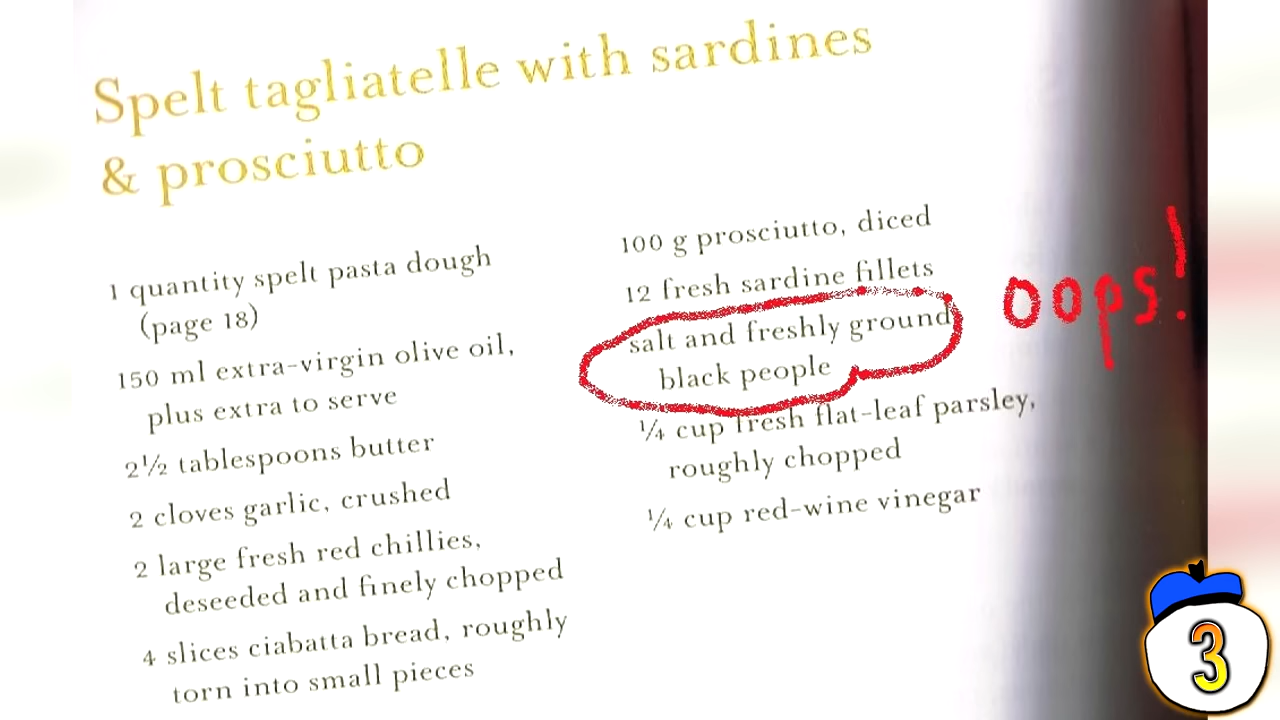 Spelt tagliatelle with sardines
& prosciutto
1 quantity spelt pasta dough
(page 18)
150 ml extra-virgin olive oil,
plus extra to serve
2½ tablespoons butter
2 cloves garlic, crushed
2 large fresh red chillies,
deseeded and finely chopped
4 slices ciabatta bread, roughly
torn into small pieces
100 g prosciutto, diced
12 fresh sardine fillets
salt and freshly ground
black people
¼ cup fresh flat-leaf parsley,
roughly chopped
¼ cup red-wine vinegar
oops!
3